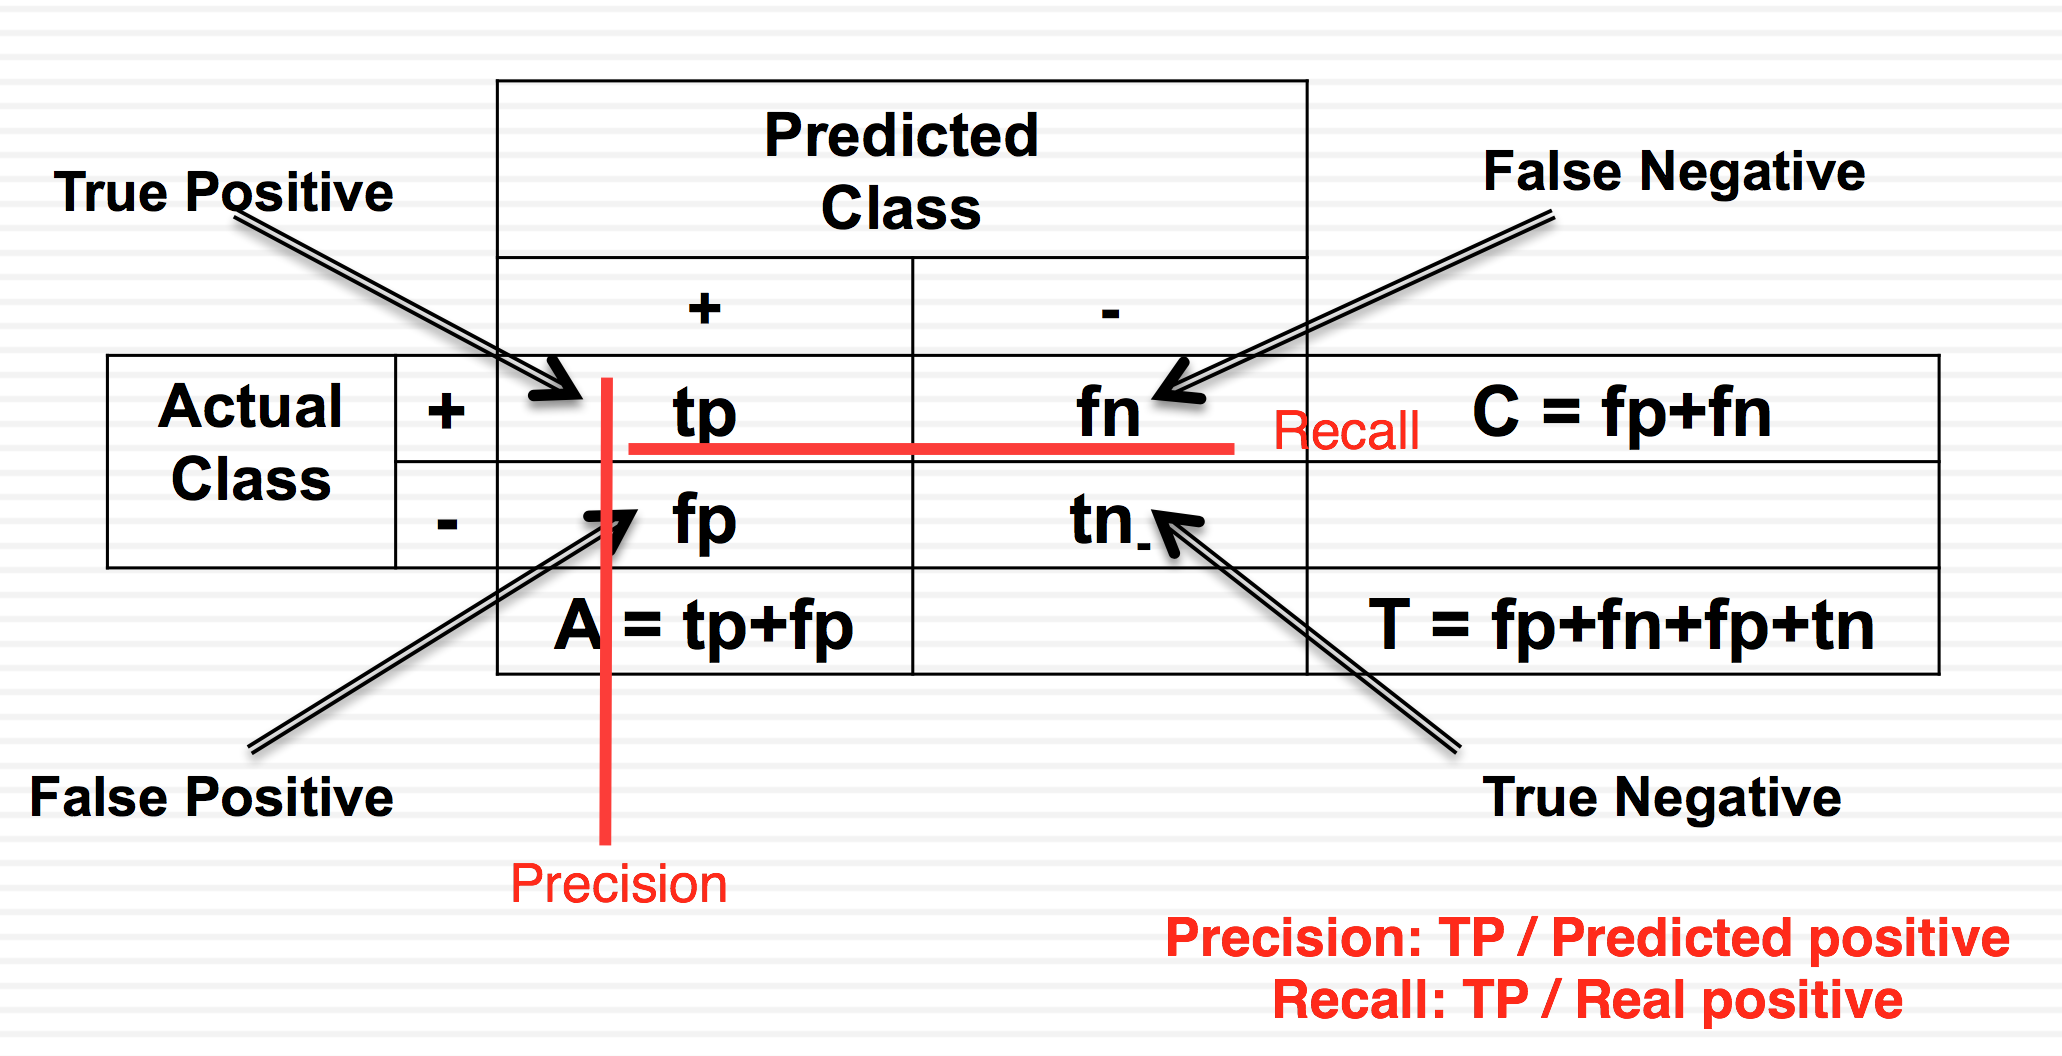 Predicted
Class
True Positive
False Negative
+
-
Actual
Class
+
tp
fn
Recall
C = fp+fn
-
fp
tn-
A = tp+fp
T = fp+fn+fp+tn
False Positive
True Negative
Precision
Precision: TP / Predicted positive
Recall: TP / Real positive